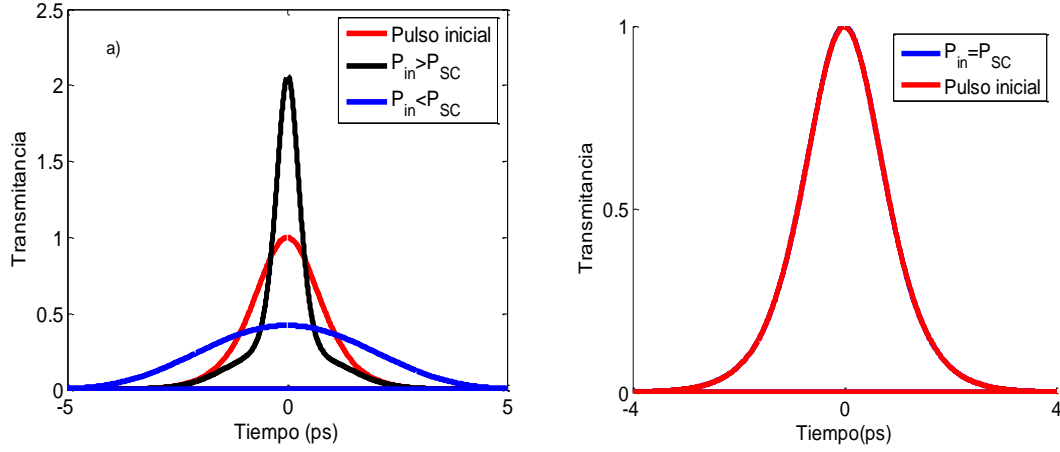 2.5
2
1.5
1
0.5
0
-5
0
5
Transmitancia
Tiempo (ps)
a)
Pulso inicial
P_in>P_SC
P_in<P_SC
1
0.5
1
-4
0
4
Transmitancia
Tiempo(ps)
P_in=P_SC
Pulso inicial